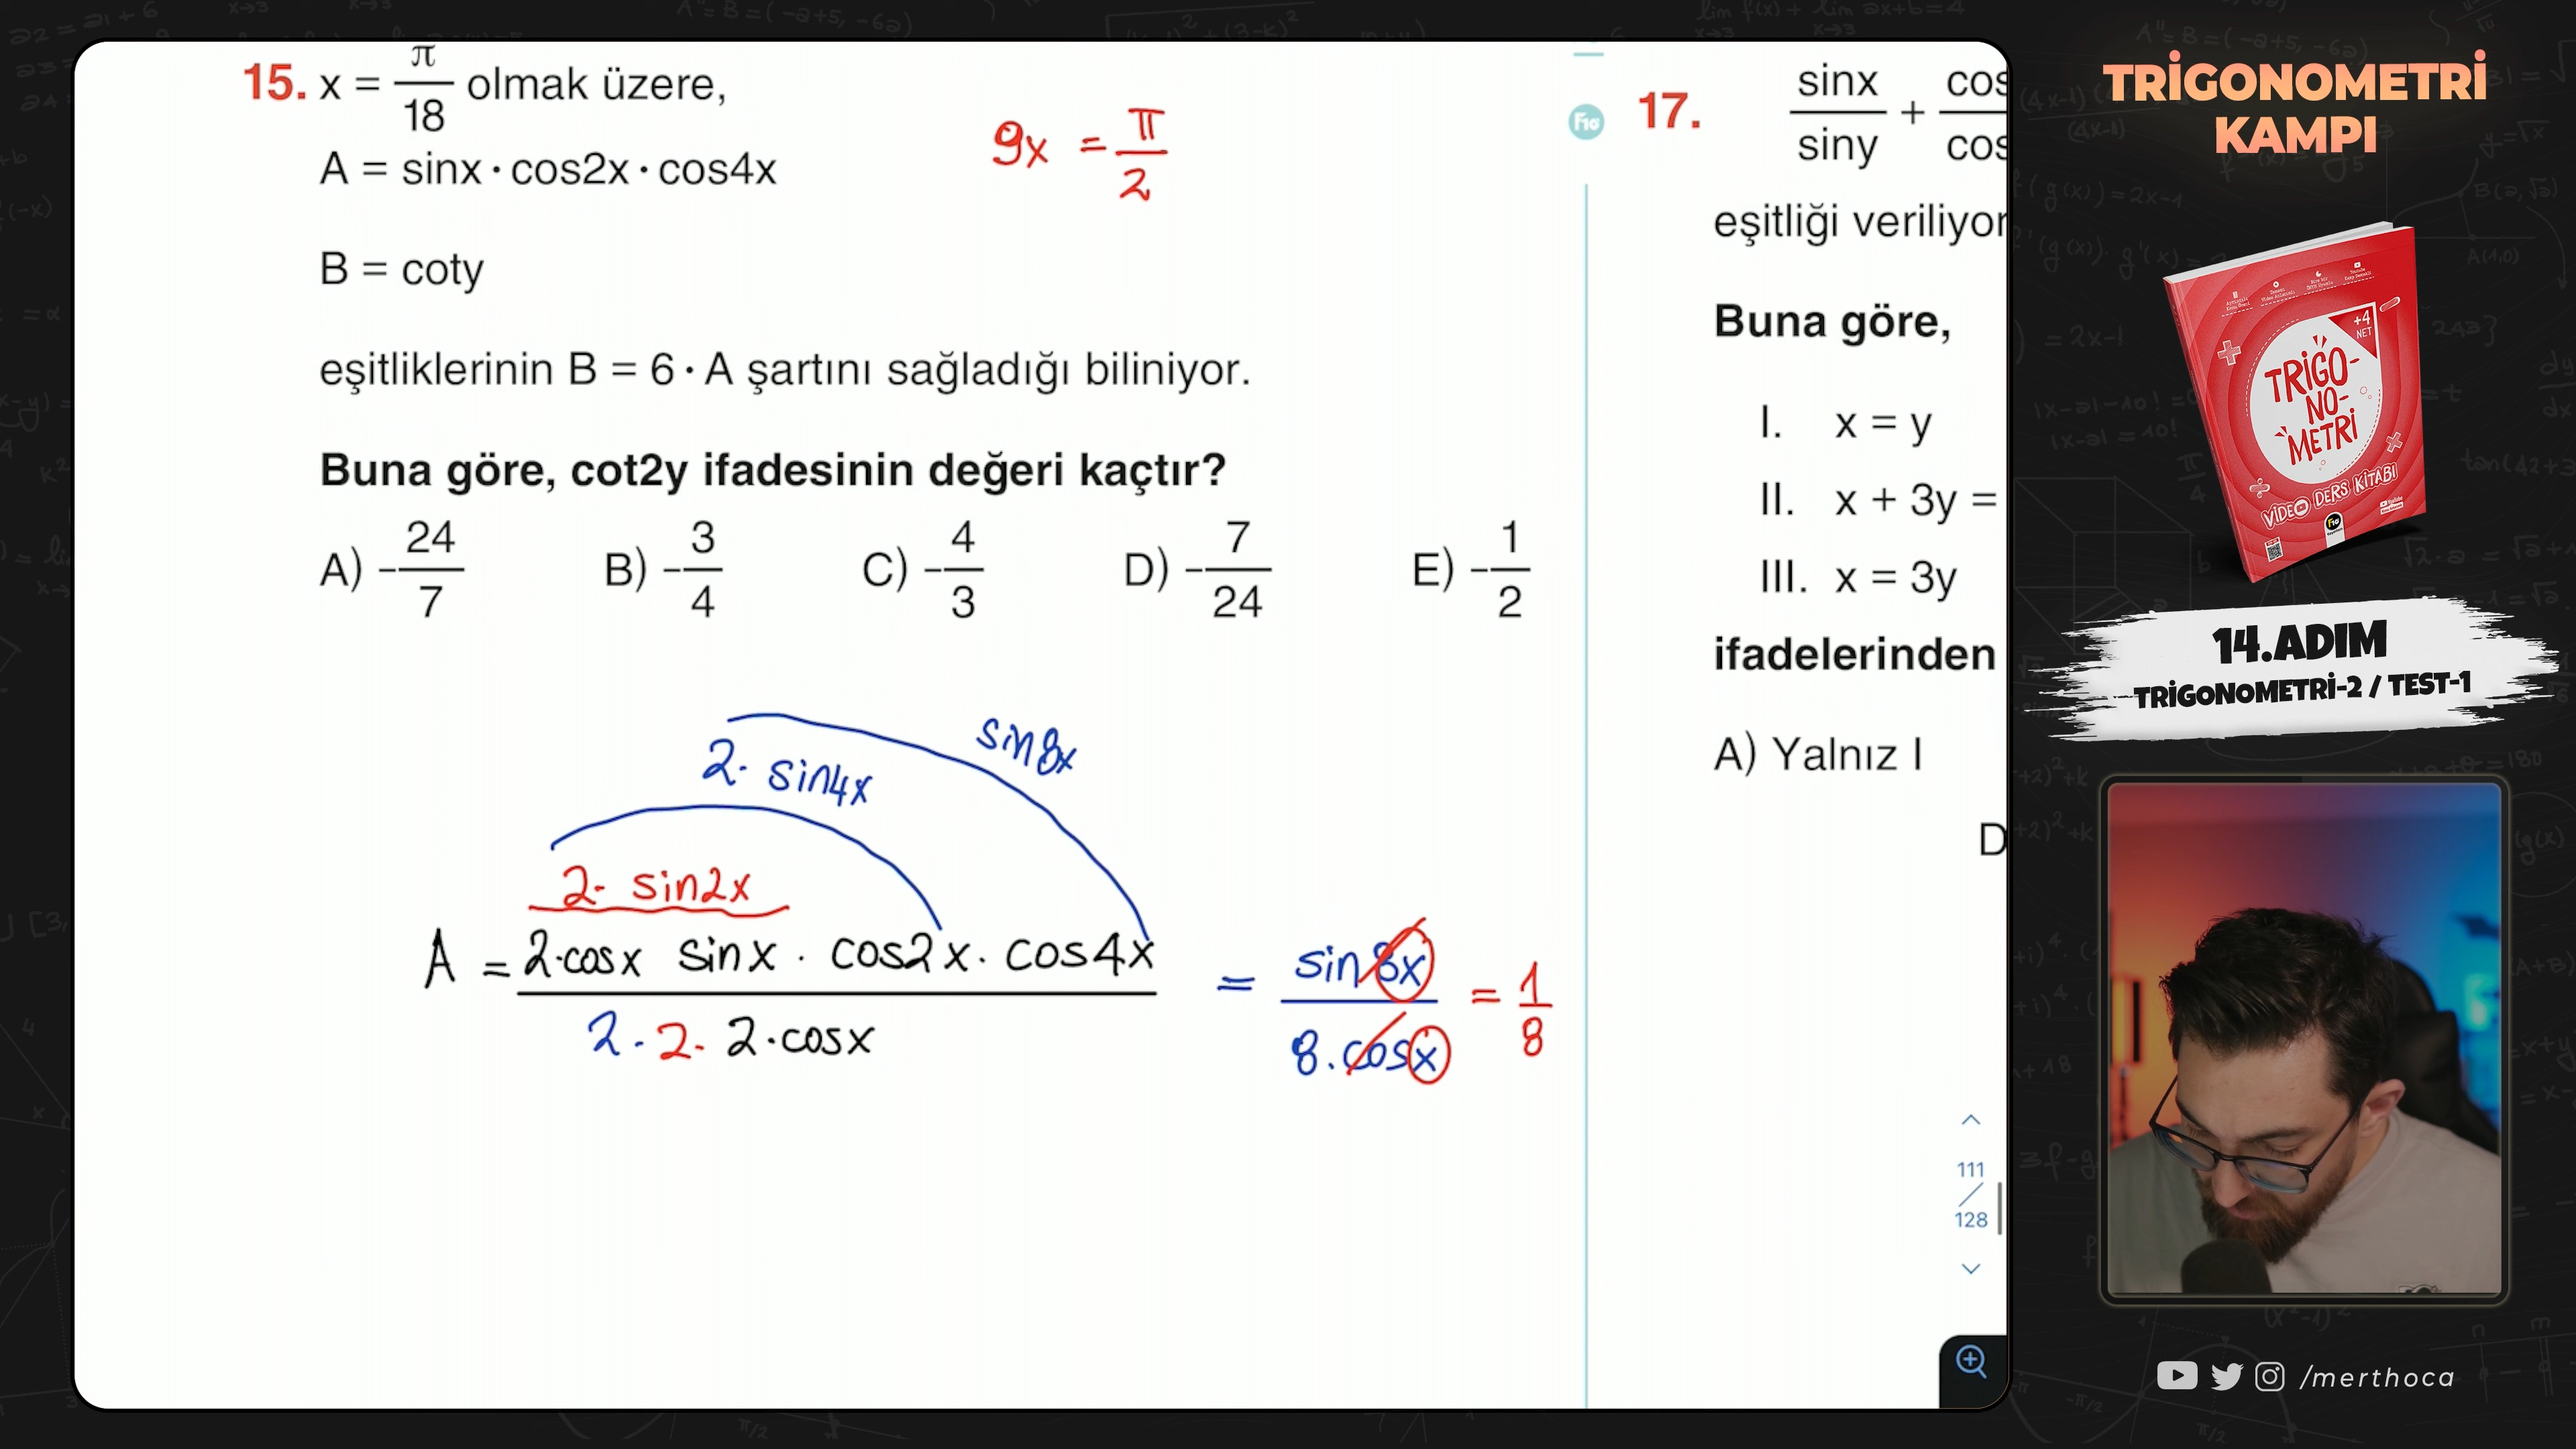 15. x = π/18 olmak üzere,
A = sinx · cos2x · cos4x
B = coty
eşitliklerinin B = 6 · A şartını sağladığı biliniyor.
Buna göre, cot2y ifadesinin değeri kaçtır?
A) -24/7 B) -3/4 C) -4/3 D) -7/24 E) -1/2
9x = π/2
sin8x
2· sin4x
2· sin2x
A = 2·cosx sinx · cos2x · cos4x / 2 · 2 · 2·cosx = sin8x / 8.cosx = 1/8
F10
17. sinx/siny + cos/cos
eşitliği veriliyor
Buna göre,
I. x = y
II. x + 3y =
III. x = 3y
ifadelerinden
A) Yalnız I
D
111/128
TRİGONOMETRİ
KAMPI
+4
NET
TRİGO-
NO-
METRİ
VİDEO DERS KİTABI
F10
14.ADIM
TRİGONOMETRİ-2 / TEST-1
/merthoca